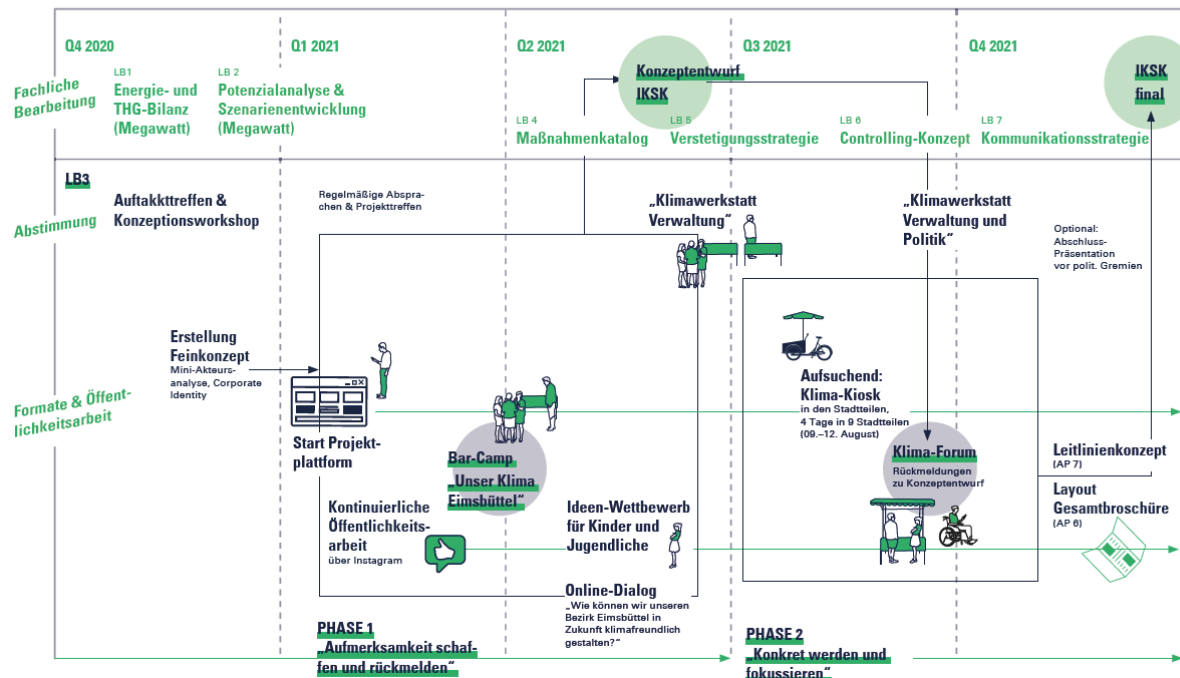 Q4 2020
Q1 2021
Q2 2021
Q3 2021
Q4 2021
Fachliche
Bearbeitung
LB1
Energie- und
THG-Bilanz
(Megawatt)
LB 2
Potenzialanalyse &
Szenarienentwicklung
(Megawatt)
Konzeptentwurf
IKSK
IKSK
final
LB 4
Maßnahmenkatalog
LB 5
Verstetigungsstrategie
LB 6
Controlling-Konzept
LB 7
Kommunikationsstrategie
LB3
Abstimmung
Auftakkttreffen &
Konzeptionsworkshop
Regelmäßige Abspra-
chen & Projekttreffen
„Klimawerkstatt
Verwaltung“
„Klimawerkstatt
Verwaltung und
Politik“
Optional:
Abschluss-
Präsentation
vor polit. Gremien
Formate & Öffent-
lichkeitsarbeit
Erstellung
Feinkonzept
Mini-Akteurs-
analyse, Corporate
Identity
Start Projekt-
plattform
Bar-Camp
„Unser Klima
Eimsbüttel“
Kontinuierliche
Öffentlichkeits-
arbeit
über Instagram
Ideen-Wettbewerb
für Kinder und
Jugendliche
Online-Dialog
„Wie können wir unseren
Bezirk Eimsbüttel in
Zukunft klimafreundlich
gestalten?“
Aufsuchend:
Klima-Kiosk
in den Stadtteilen,
4 Tage in 9 Stadtteilen
(09.–12. August)
Klima-Forum
Rückmeldungen
zu Konzeptentwurf
Leitlinienkonzept
(AP 7)
Layout
Gesamtbroschüre
(AP 6)
PHASE 1
„Aufmerksamkeit schaf-
fen und rückmelden“
PHASE 2
„Konkret werden und
fokussieren“